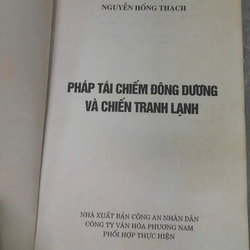 NGUYỄN HỒNG THẠCH
PHÁP TÁI CHIẾM ĐÔNG DƯƠNG
VÀ CHIẾN TRANH LẠNH
NHÀ XUẤT BẢN CÔNG AN NHÂN DÂN
CÔNG TY VĂN HÓA PHƯƠNG NAM
PHỐI HỢP THỰC HIỆN